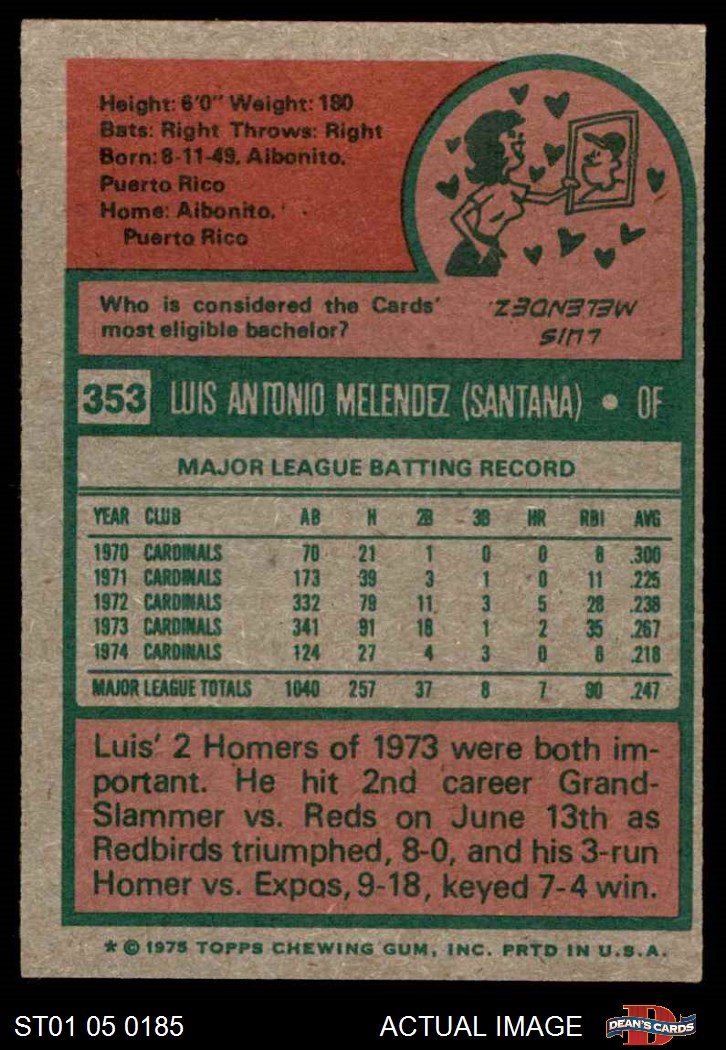 Height: 6'0" Weight: 180
Bats: Right Throws: Right
Born: 8-11-49, Aibonito,
Puerto Rico
Home: Aibonito,
Puerto Rico
Who is considered the Cards'
most eligible bachelor?
LUIS
MELENDEZ
353 LUIS ANTONIO MELENDEZ (SANTANA) • OF
MAJOR LEAGUE BATTING RECORD
YEAR CLUB AB H 2B 3B HR RBI AVG
1970 CARDINALS 70 21 1 0 0 8 .300
1971 CARDINALS 173 39 3 1 0 11 .225
1972 CARDINALS 332 79 11 3 5 28 .238
1973 CARDINALS 341 91 18 1 2 35 .267
1974 CARDINALS 124 27 4 3 0 8 .218
MAJOR LEAGUE TOTALS 1040 257 37 8 7 90 .247
Luis' 2 Homers of 1973 were both im-
portant. He hit 2nd career Grand-
Slammer vs. Reds on June 13th as
Redbirds triumphed, 8-0, and his 3-run
Homer vs. Expos, 9-18, keyed 7-4 win.
* © 1975 TOPPS CHEWING GUM, INC. PRTD IN U.S.A.
ST01 05 0185 ACTUAL IMAGE D DEAN'S CARDS